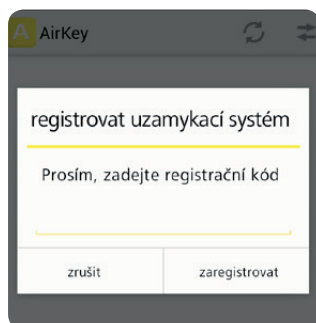 A AirKey
registrovat uzamykací systém
Prosím, zadejte registrační kód
zrušit
zaregistrovat